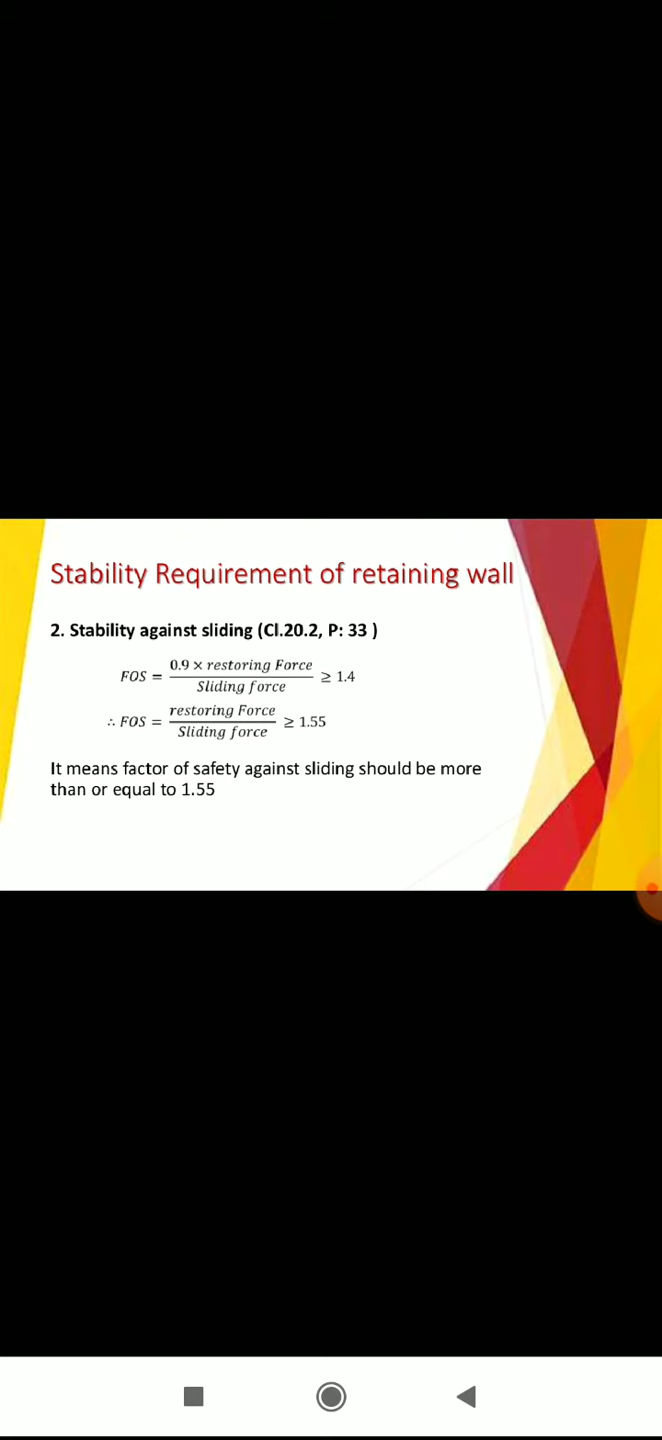 Stability Requirement of retaining wall
2. Stability against sliding (Cl.20.2, P: 33 )
FOS = 0.9 × restoring Force / Sliding force ≥ 1.4
∴ FOS = restoring Force / Sliding force ≥ 1.55
It means factor of safety against sliding should be more
than or equal to 1.55